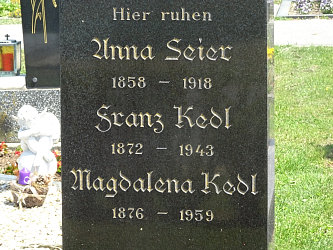 Hier ruhen
Anna Seier
1858 – 1918
Franz Kedl
1872 – 1943
Magdalena Kedl
1876 – 1959